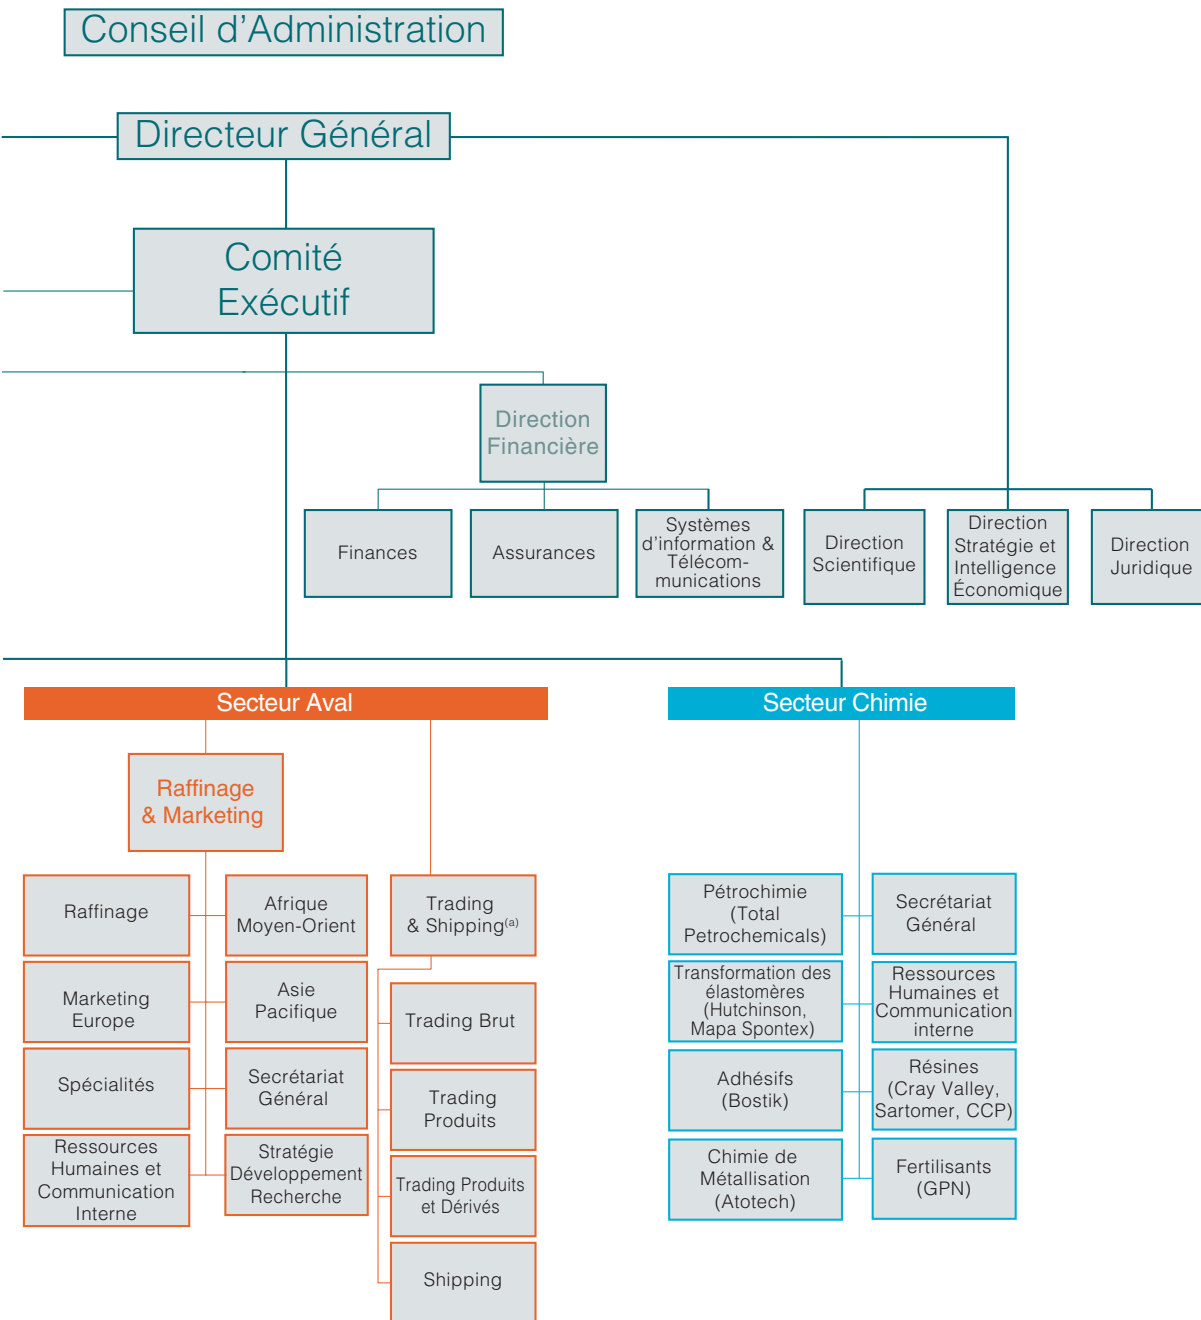 Conseil d’Administration
Directeur Général
Comité
Exécutif
Direction
Financière
Finances
Assurances
Systèmes
d’information &
Télécom-
munications
Direction
Scientifique
Direction
Stratégie et
Intelligence
Économique
Direction
Juridique
Secteur Aval
Raffinage
& Marketing
Raffinage
Afrique
Moyen-Orient
Trading
& Shipping(a)
Marketing
Europe
Asie
Pacifique
Trading Brut
Spécialités
Secrétariat
Général
Trading
Produits
Ressources
Humaines et
Communication
Interne
Stratégie
Développement
Recherche
Trading Produits
et Dérivés
Shipping
Secteur Chimie
Pétrochimie
(Total
Petrochemicals)
Secrétariat
Général
Transformation des
élastomères
(Hutchinson,
Mapa Spontex)
Ressources
Humaines et
Communication
interne
Adhésifs
(Bostik)
Résines
(Cray Valley,
Sartomer, CCP)
Chimie de
Métallisation
(Atotech)
Fertilisants
(GPN)